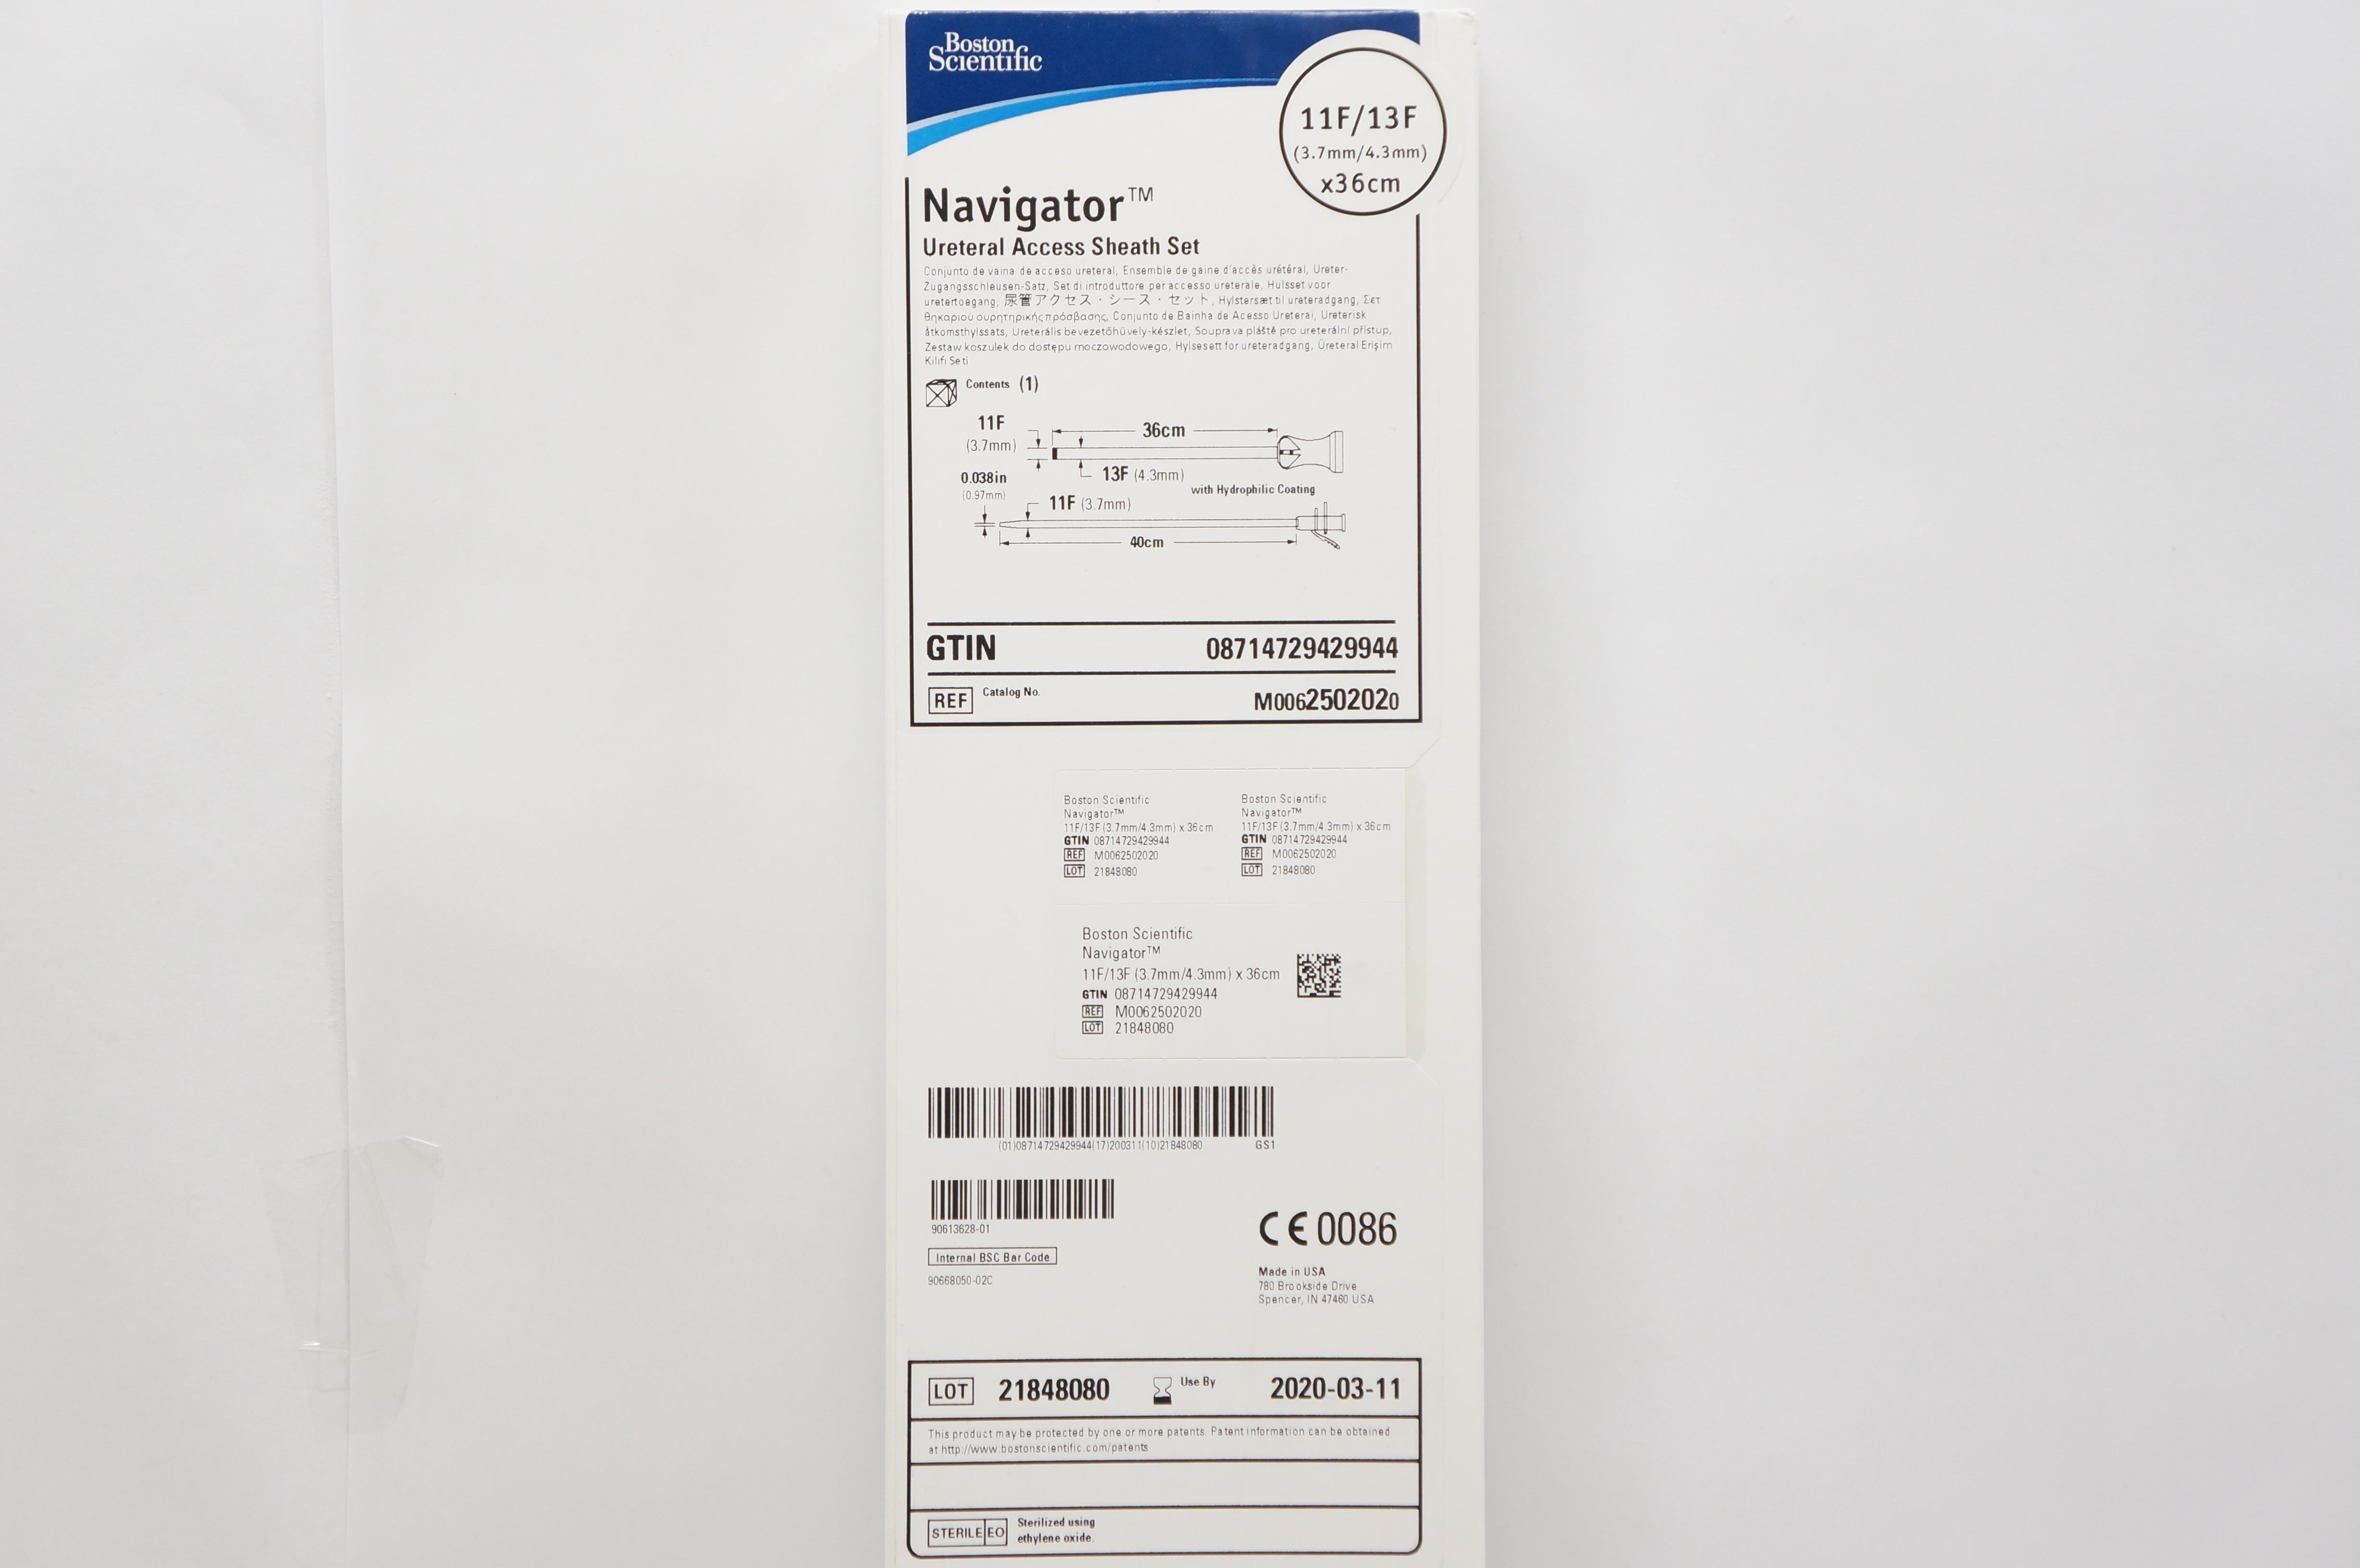 Boston
Scientific
11F/13F
(3.7mm/4.3mm)
x36cm
Navigator™
Ureteral Access Sheath Set
Conjunto de vaina de acceso ureteral, Ensemble de gaine d'accès urétéral, Ureter-
Zugangsschleusen-Satz, Set di introduttore per accesso ureterale, Hulsset voor
uretertoegang, 尿管アクセス・シース・セット, Hylstersæt til ureteradgang, Σετ
θηκαριού ουρητηρικής πρόσβασης, Conjunto de Bainha de Acesso Ureteral, Ureterisk
åtkomsthylssats, Ureterális bevezetőhüvely-készlet, Souprava pláště pro ureterální přístup,
Zestaw koszulek do dostępu moczowodowego, Hylsesett for ureteradgang, Üreteral Erişim
Kılıfı Seti
Contents (1)
11F
(3.7mm)
36cm
13F (4.3mm)
0.038in
(0.97mm)
with Hydrophilic Coating
11F (3.7mm)
40cm
GTIN 08714729429944
REF Catalog No. M0062502020
Boston Scientific
Navigator™
11F/13F (3.7mm/4.3mm) x 36cm
GTIN 08714729429944
REF M0062502020
LOT 21848080
Boston Scientific
Navigator™
11F/13F (3.7mm/4.3mm) x 36cm
GTIN 08714729429944
REF M0062502020
LOT 21848080
Boston Scientific
Navigator™
11F/13F (3.7mm/4.3mm) x 36cm
GTIN 08714729429944
REF M0062502020
LOT 21848080
(01)08714729429944(17)200311(10)21848080 GS1
90613628-01
Internal BSC Bar Code
90668050-02C
CE 0086
Made in USA
780 Brookside Drive
Spencer, IN 47460 USA
LOT 21848080 Use By 2020-03-11
This product may be protected by one or more patents. Patent information can be obtained
at http://www.bostonscientific.com/patents
STERILE EO Sterilized using
ethylene oxide.